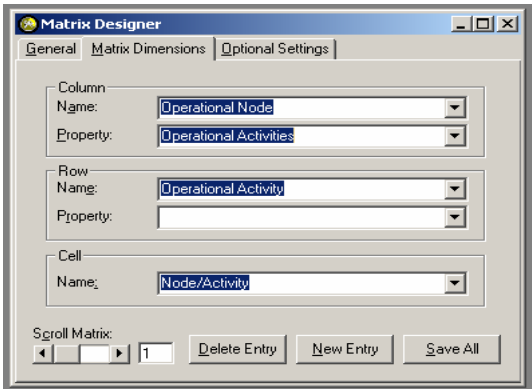 Matrix Designer
General Matrix Dimensions Optional Settings
Column
Name: Operational Node
Property: Operational Activities
Row
Name: Operational Activity
Property:
Cell
Name: Node/Activity
Scroll Matrix:
1 Delete Entry New Entry Save All